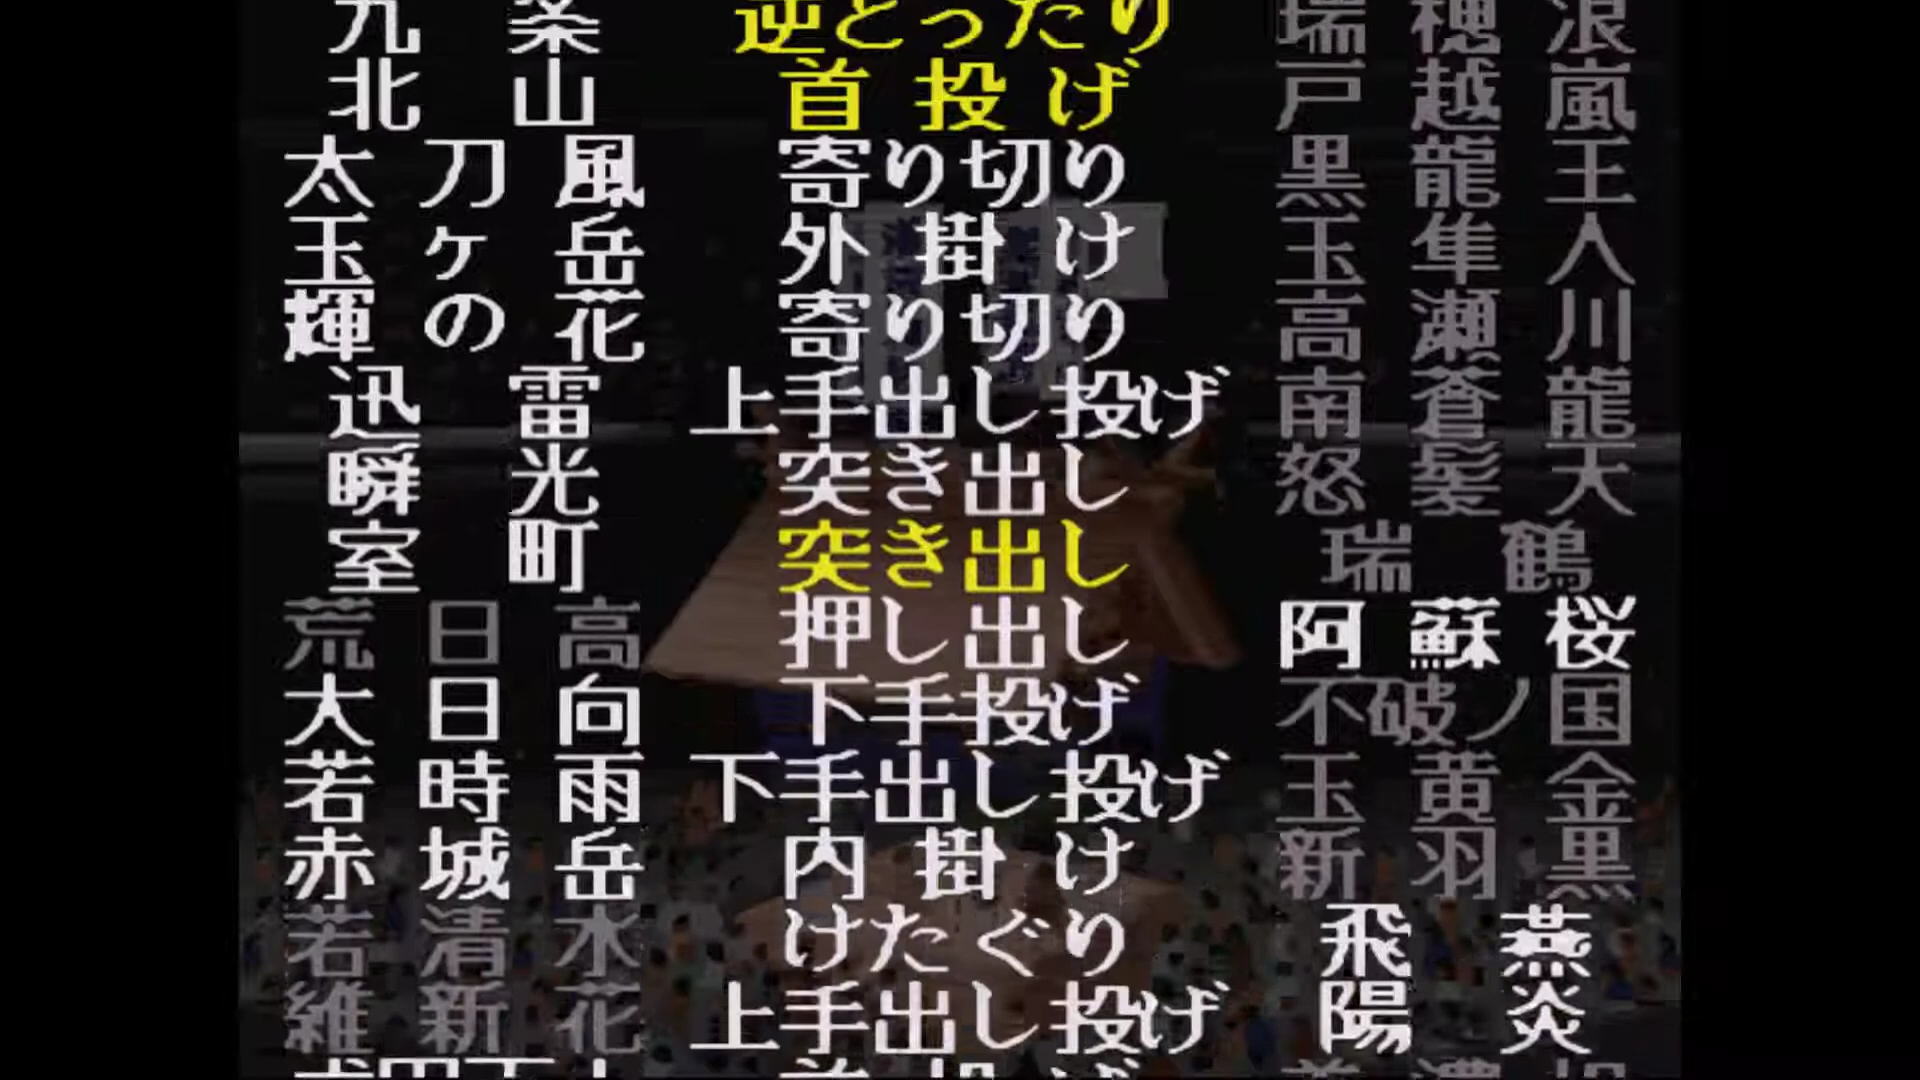 九条 逆とったり 瑞穂浪
北山 首投げ 戸越嵐
太刀風 寄り切り 黒龍王
玉ヶ岳 外掛け 玉隼人
輝の花 寄り切り 高瀬川
迅雷 上手出し投げ 南蒼龍
瞬光 突き出し 怒髪天
室町 突き出し 瑞鶴
荒日高 押し出し 阿蘇桜
大日向 下手投げ 不破ノ国
若時雨 下手出し投げ 玉黄金
赤城岳 内掛け 新羽黒
若清水 けたぐり 飛燕
維新花 上手出し投げ 陽炎